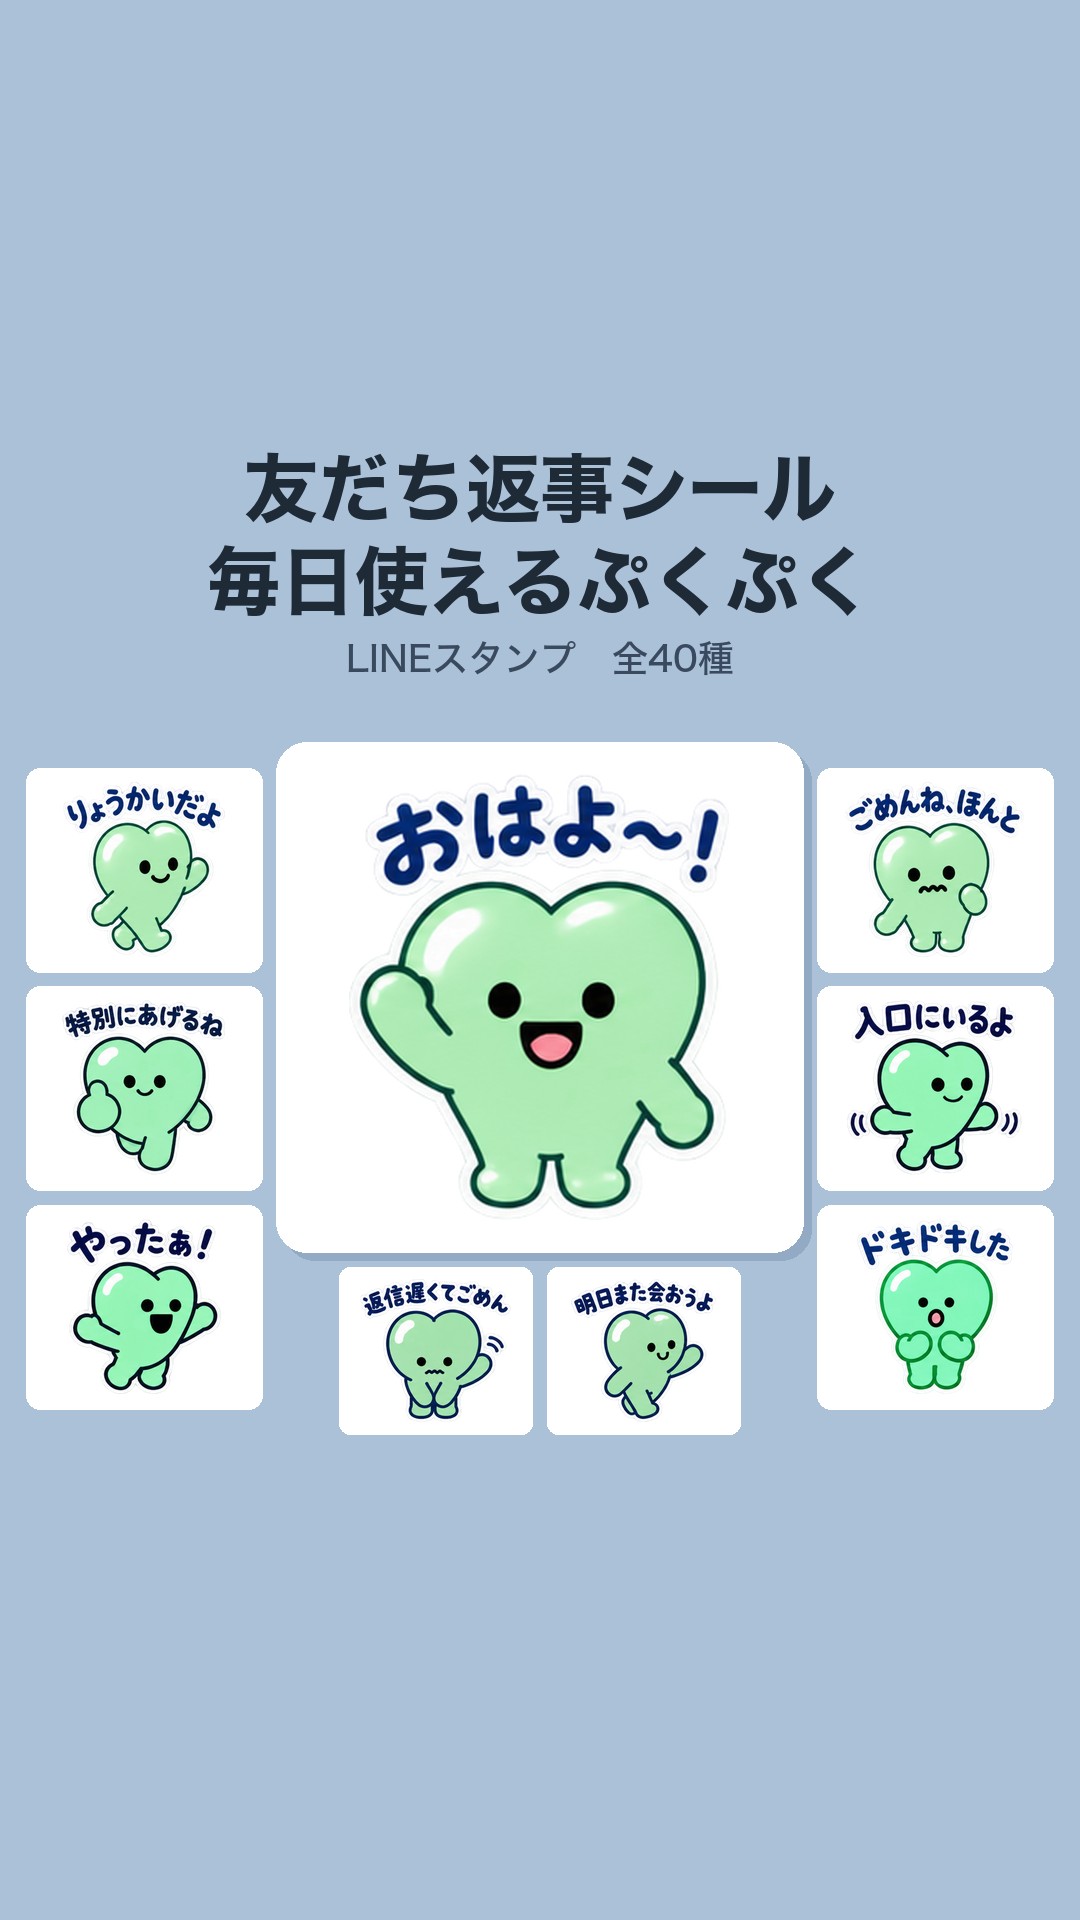 友だち返事シール
毎日使えるぷくぷく
LINEスタンプ　全40種
りょうかいだよ
おはよ～!
ごめんね、ほんと
特別にあげるね
入口にいるよ
やったぁ!
返信遅くてごめん
明日また会おうよ
ドキドキした